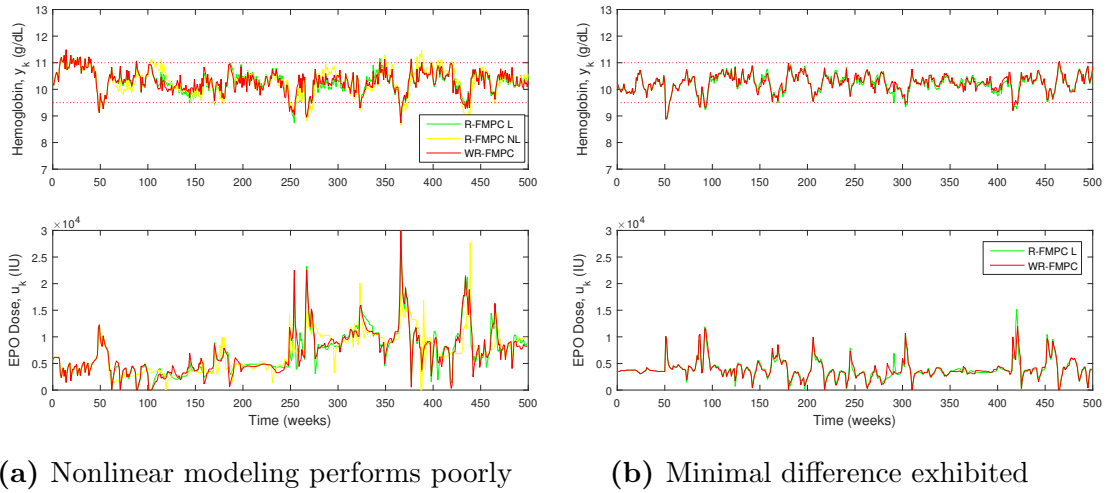 13
12
11
10
9
8
7
0 50 100 150 200 250 300 350 400 450 500
Hemoglobin, y_k (g/dL)
R-FMPC L
R-FMPC NL
WR-FMPC
×10^4
3
2.5
2
1.5
1
0.5
0
0 50 100 150 200 250 300 350 400 450 500
EPO Dose, u_k (IU)
Time (weeks)
13
12
11
10
9
8
7
0 50 100 150 200 250 300 350 400 450 500
Hemoglobin, y_k (g/dL)
×10^4
3
2.5
2
1.5
1
0.5
0
0 50 100 150 200 250 300 350 400 450 500
EPO Dose, u_k (IU)
R-FMPC L
WR-FMPC
Time (weeks)
(a) Nonlinear modeling performs poorly
(b) Minimal difference exhibited